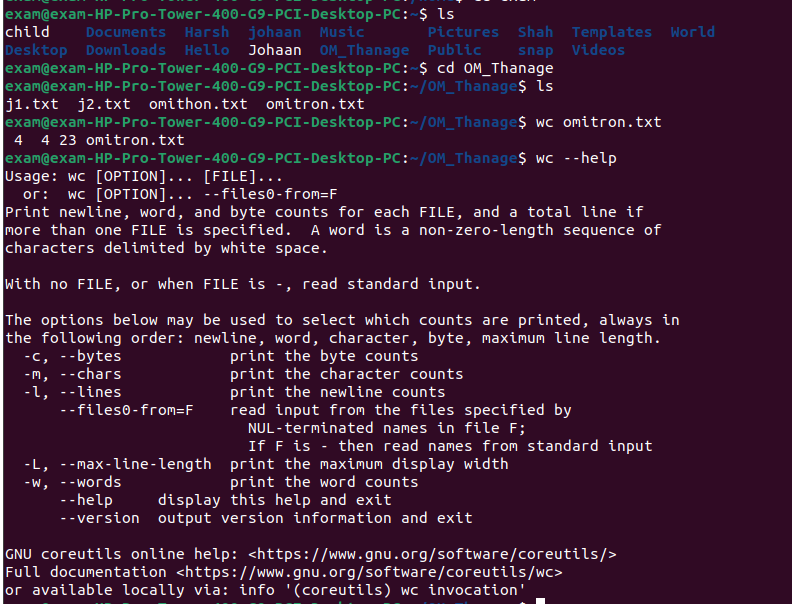 exam@exam-HP-Pro-Tower-400-G9-PCI-Desktop-PC:~$ ls
child    Documents  Harsh  johaan  Music       Pictures  Shah  Templates  World
Desktop  Downloads  Hello  Johaan  OM_Thanage  Public    snap  Videos
exam@exam-HP-Pro-Tower-400-G9-PCI-Desktop-PC:~$ cd OM_Thanage
exam@exam-HP-Pro-Tower-400-G9-PCI-Desktop-PC:~/OM_Thanage$ ls
j1.txt  j2.txt  omithon.txt  omitron.txt
exam@exam-HP-Pro-Tower-400-G9-PCI-Desktop-PC:~/OM_Thanage$ wc omitron.txt
 4  4 23 omitron.txt
exam@exam-HP-Pro-Tower-400-G9-PCI-Desktop-PC:~/OM_Thanage$ wc --help
Usage: wc [OPTION]... [FILE]...
  or:  wc [OPTION]... --files0-from=F
Print newline, word, and byte counts for each FILE, and a total line if
more than one FILE is specified.  A word is a non-zero-length sequence of
characters delimited by white space.

With no FILE, or when FILE is -, read standard input.

The options below may be used to select which counts are printed, always in
the following order: newline, word, character, byte, maximum line length.
  -c, --bytes            print the byte counts
  -m, --chars            print the character counts
  -l, --lines            print the newline counts
      --files0-from=F    read input from the files specified by
                           NUL-terminated names in file F;
                           If F is - then read names from standard input
  -L, --max-line-length  print the maximum display width
  -w, --words            print the word counts
      --help     display this help and exit
      --version  output version information and exit

GNU coreutils online help: <https://www.gnu.org/software/coreutils/>
Full documentation <https://www.gnu.org/software/coreutils/wc>
or available locally via: info '(coreutils) wc invocation'